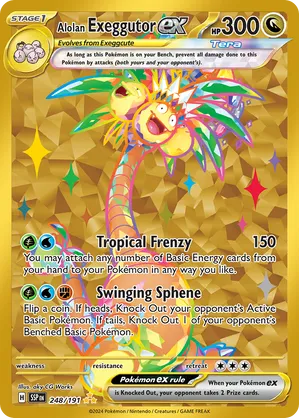 STAGE 1
Alolan Exeggutor ex HP 300
Evolves from Exeggcute
Tera
As long as this Pokémon is on your Bench, prevent all damage done to this
Pokémon by attacks (both yours and your opponent's).
Tropical Frenzy 150
You may attach any number of Basic Energy cards from
your hand to your Pokémon in any way you like.
Swinging Sphene
Flip a coin. If heads, Knock Out your opponent's Active
Basic Pokémon. If tails, Knock Out 1 of your opponent's
Benched Basic Pokémon.
weakness resistance retreat
Pokémon ex rule
When your Pokémon ex
is Knocked Out, your opponent takes 2 Prize cards.
Illus. aky CG Works
H SSP EN 248/191
©2024 Pokémon / Nintendo / Creatures / GAME FREAK